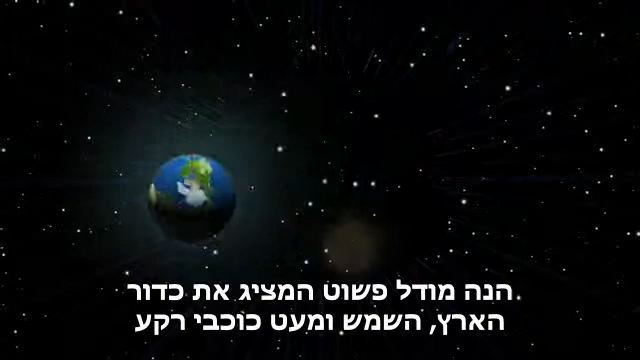 הנה מודל פשוט המציג את כדור
הארץ, השמש ומעט כוכבי רקע